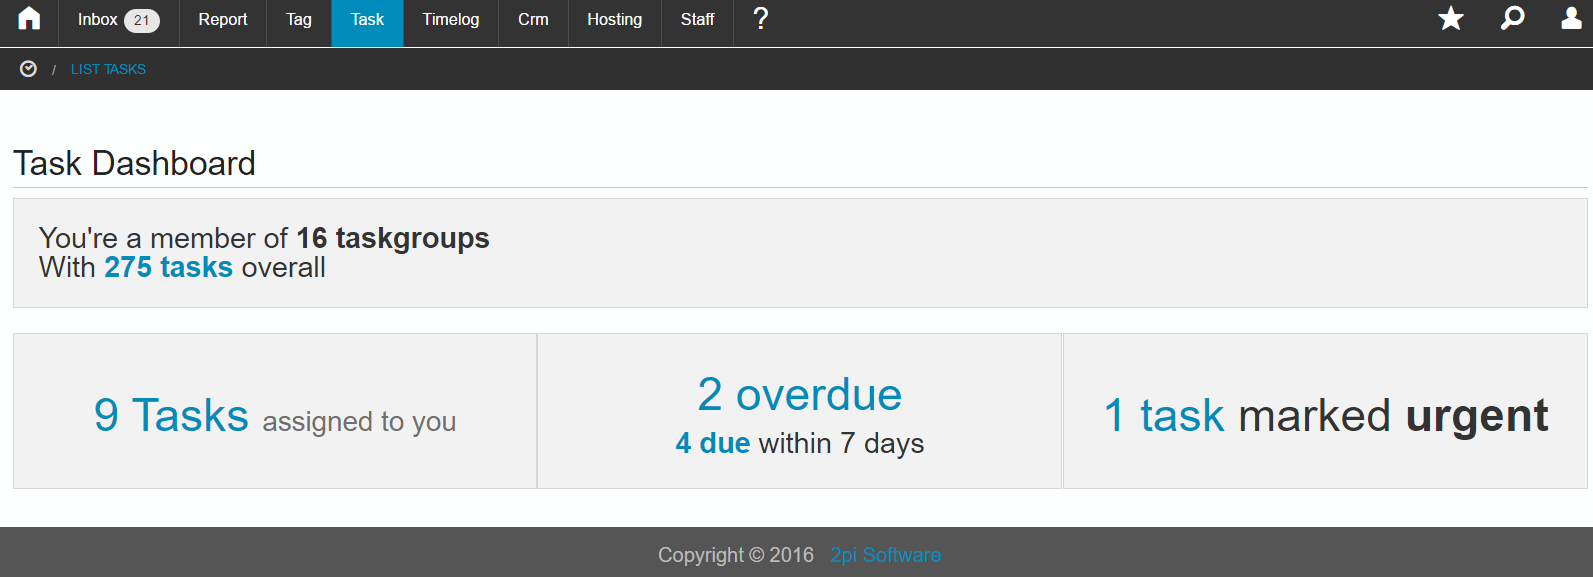 Inbox 21 Report Tag Task Timelog Crm Hosting Staff ?
/ LIST TASKS
Task Dashboard
You're a member of 16 taskgroups
With 275 tasks overall
9 Tasks assigned to you
2 overdue
4 due within 7 days
1 task marked urgent
Copyright © 2016 2pi Software